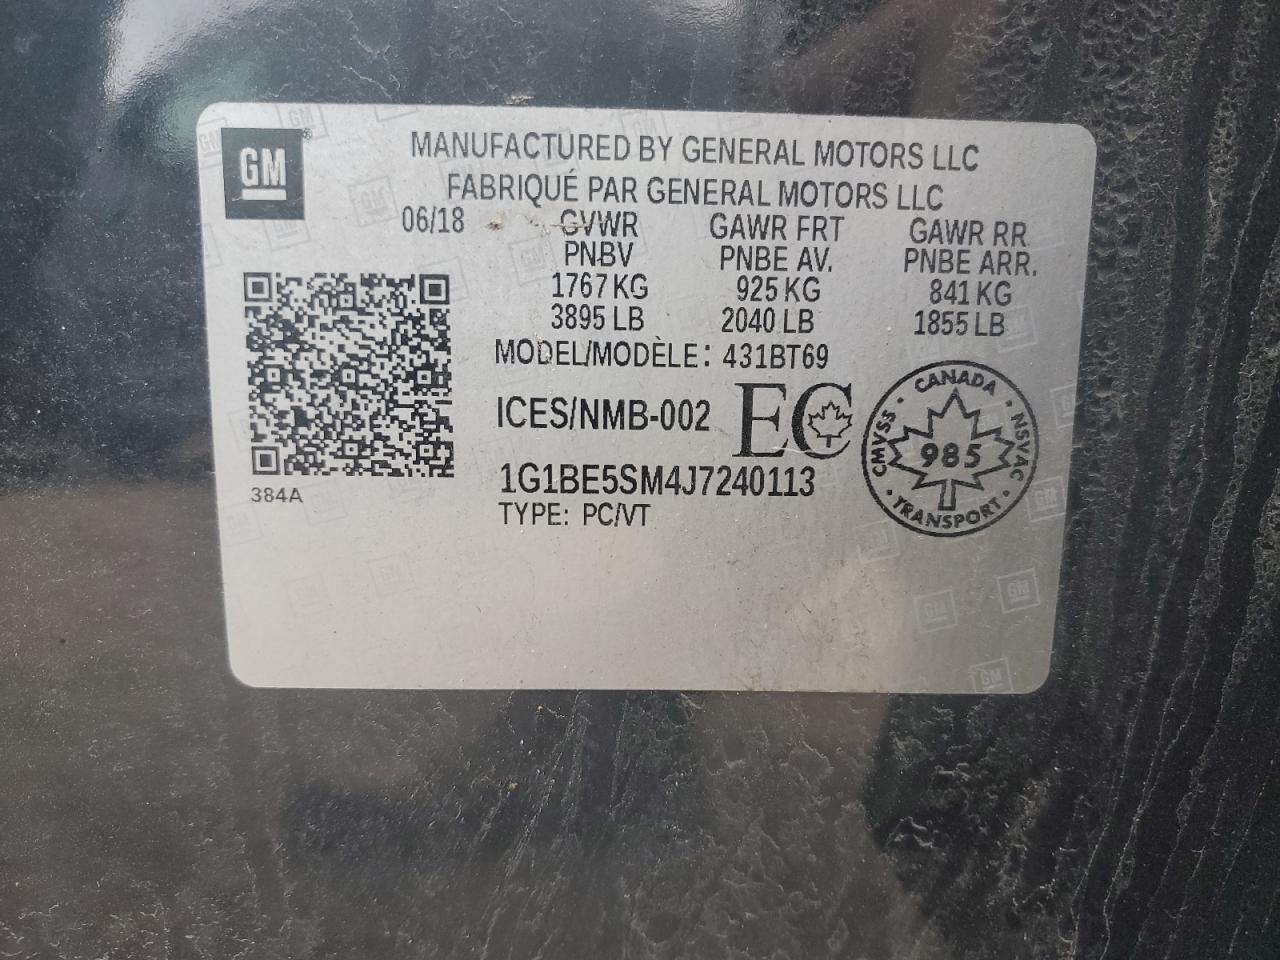 GM®
MANUFACTURED BY GENERAL MOTORS LLC
FABRIQUÉ PAR GENERAL MOTORS LLC
06/18 GVWR GAWR FRT GAWR RR
PNBV PNBE AV. PNBE ARR.
1767 KG 925 KG 841 KG
3895 LB 2040 LB 1855 LB
MODEL/MODÈLE: 431BT69
ICES/NMB-002 EC
CANADA
CMVSS · NSVAC
985
· TRANSPORT ·
1G1BE5SM4J7240113
384A
TYPE: PC/VT